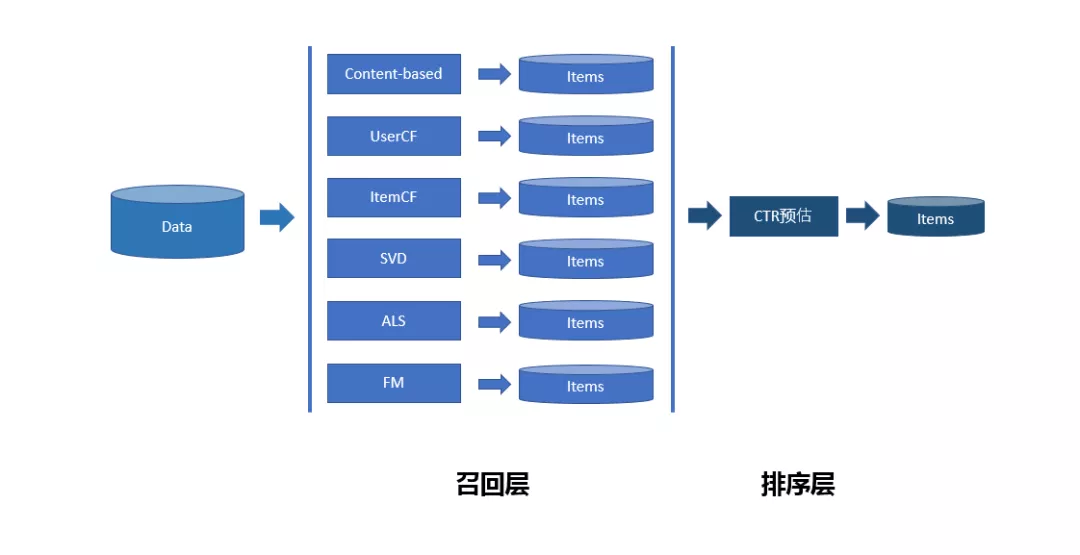 Data
Content-based
Items
UserCF
Items
ItemCF
Items
SVD
Items
ALS
Items
FM
Items
CTR预估
Items
召回层
排序层